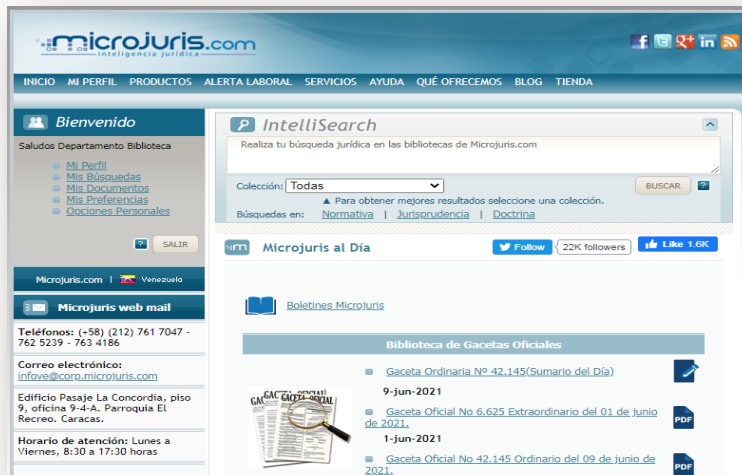 microjuris.com
inteligencia jurídica
INICIO MI PERFIL PRODUCTOS ALERTA LABORAL SERVICIOS AYUDA QUÉ OFRECEMOS BLOG TIENDA
Bienvenido
Saludos Departamento Biblioteca
Mi Perfil
Mis Búsquedas
Mis Documentos
Mis Preferencias
Opciones Personales
? SALIR
Microjuris.com | Venezuela
Microjuris web mail
Teléfonos: (+58) (212) 761 7047 -
762 5239 - 763 4186
Correo electrónico:
infove@corp.microjuris.com
Edificio Pasaje La Concordia, piso
9, oficina 9-4-A. Parroquia El
Recreo. Caracas.
Horario de atención: Lunes a
Viernes, 8:30 a 17:30 horas
IntelliSearch
Realiza tu búsqueda jurídica en las bibliotecas de Microjuris.com
Colección: Todas BUSCAR ?
▲ Para obtener mejores resultados seleccione una colección.
Búsquedas en: Normativa | Jurisprudencia | Doctrina
m Microjuris al Día Follow 22K followers Like 1.6K
Boletines Microjuris
Biblioteca de Gacetas Oficiales
GACETA OFICIAL
Gaceta Ordinaria Nº 42.145(Sumario del Día)
9-jun-2021
Gaceta Oficial No 6.625 Extraordinario del 01 de junio
de 2021.
PDF
1-jun-2021
Gaceta Oficial No 42.145 Ordinario del 09 de junio de
2021.
PDF